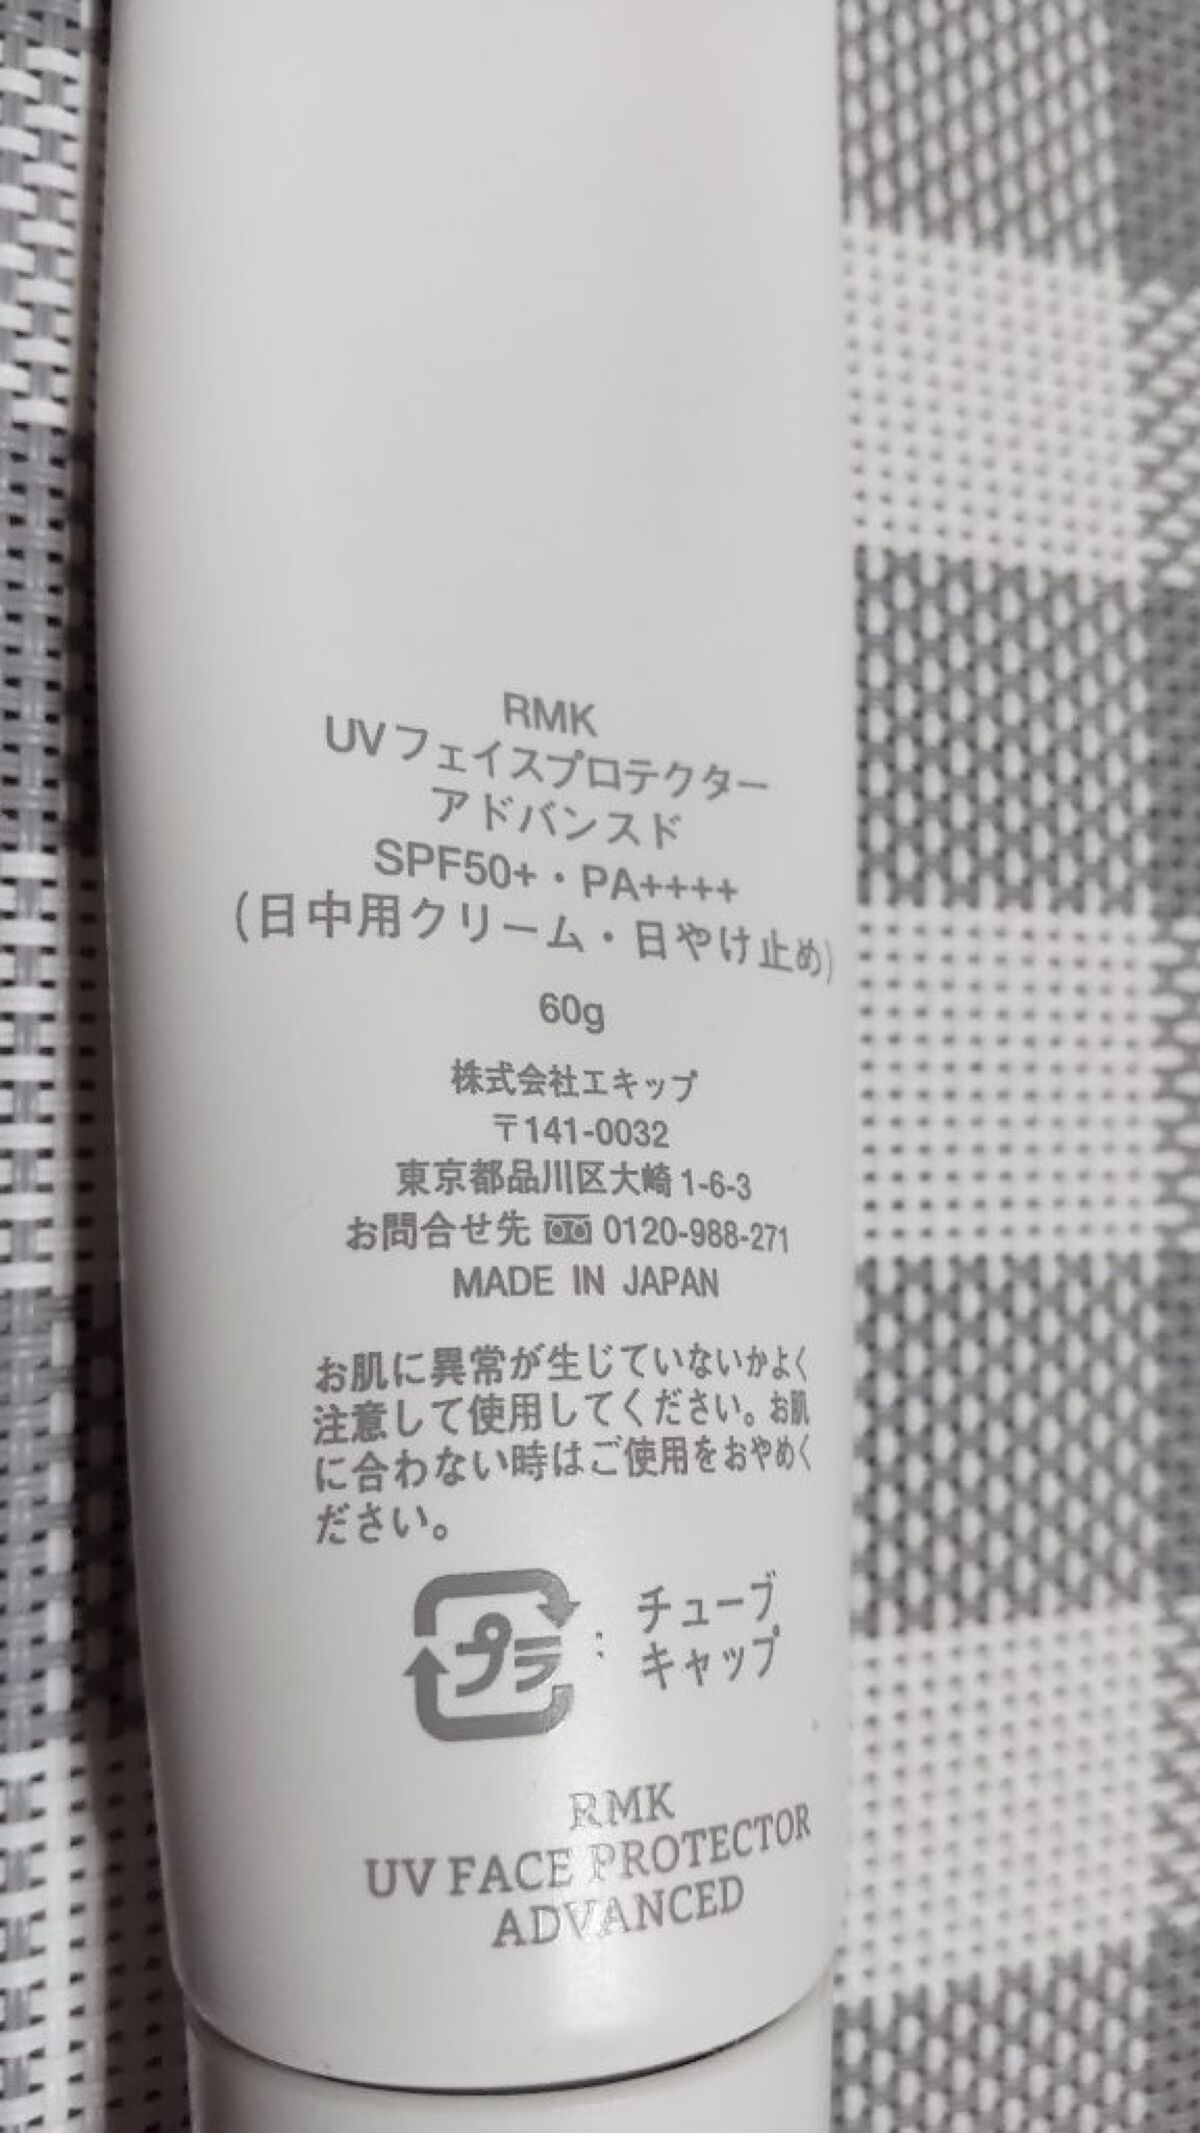 RMK
UVフェイスプロテクター
アドバンスド
SPF50+・PA++++
(日中用クリーム・日やけ止め)
60g
株式会社エキップ
〒141-0032
東京都品川区大崎1-6-3
お問合せ先 0120-988-271
MADE IN JAPAN
お肌に異常が生じていないかよく
注意して使用してください。お肌
に合わない時はご使用をおやめく
ださい。
プラ : チューブ
キャップ
RMK
UV FACE PROTECTOR
ADVANCED